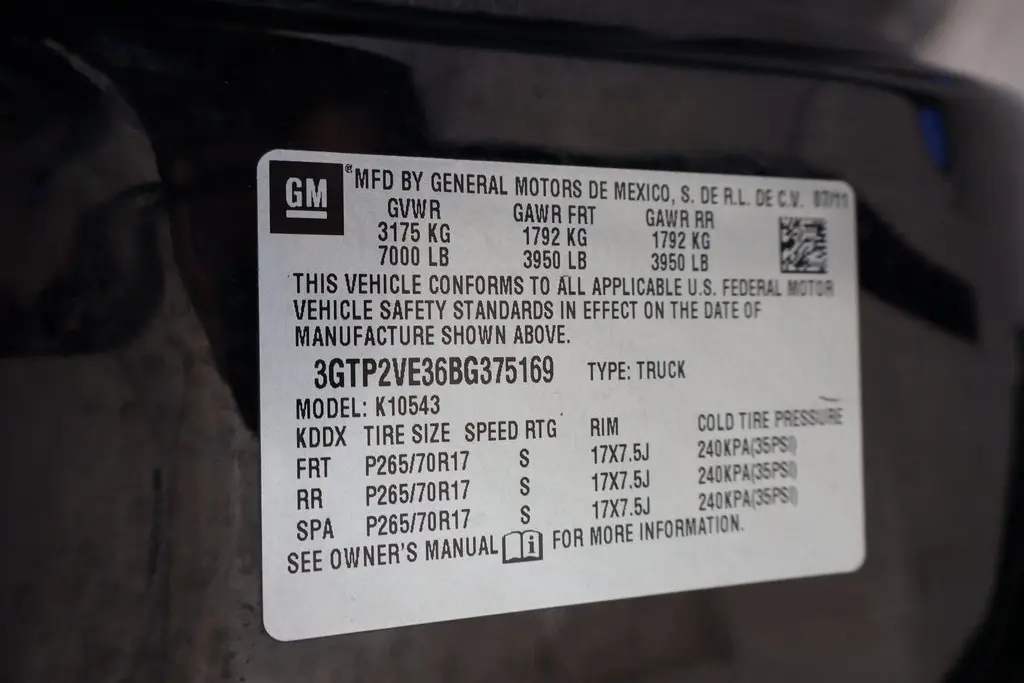 GM ® MFD BY GENERAL MOTORS DE MEXICO, S. DE R.L. DE C.V. 07/11
GVWR GAWR FRT GAWR RR
3175 KG 1792 KG 1792 KG
7000 LB 3950 LB 3950 LB
THIS VEHICLE CONFORMS TO ALL APPLICABLE U.S. FEDERAL MOTOR
VEHICLE SAFETY STANDARDS IN EFFECT ON THE DATE OF
MANUFACTURE SHOWN ABOVE.
3GTP2VE36BG375169 TYPE: TRUCK
MODEL: K10543
KDDX TIRE SIZE SPEED RTG RIM COLD TIRE PRESSURE
FRT P265/70R17 S 17X7.5J 240KPA(35PSI)
RR P265/70R17 S 17X7.5J 240KPA(35PSI)
SPA P265/70R17 S 17X7.5J 240KPA(35PSI)
SEE OWNER'S MANUAL i FOR MORE INFORMATION.